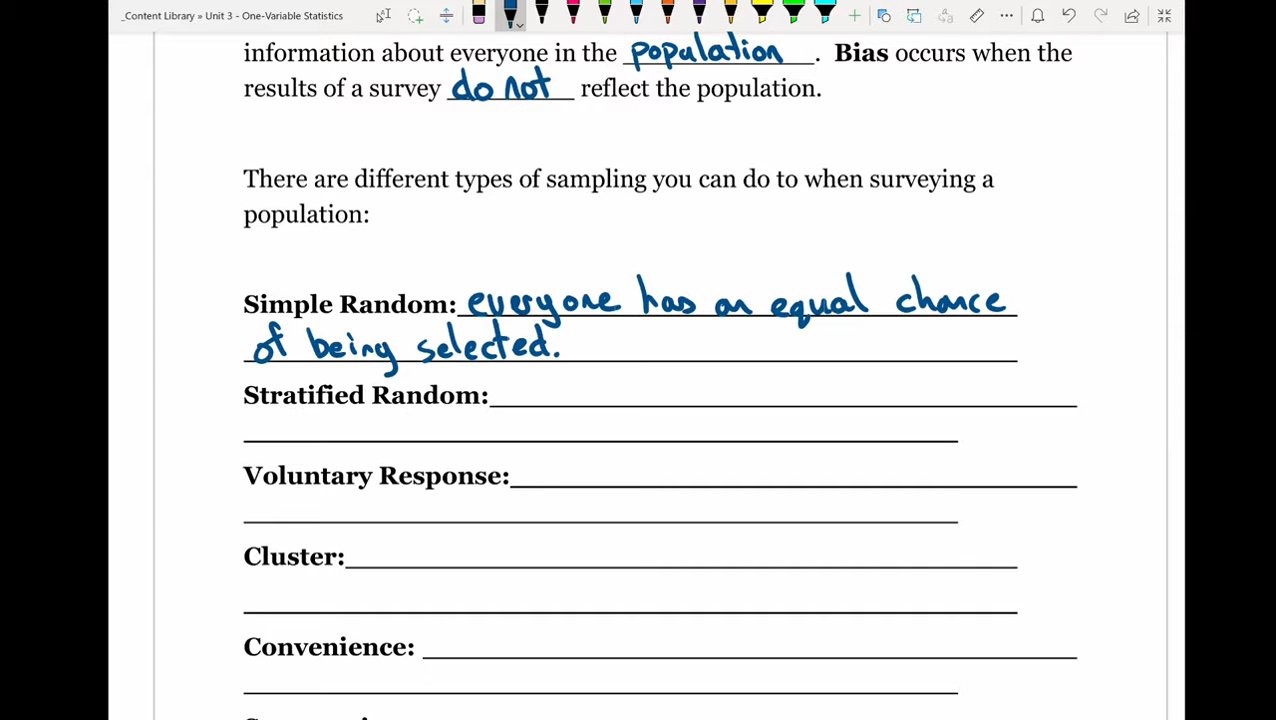 _Content Library » Unit 3 - One-Variable Statistics
information about everyone in the population. Bias occurs when the
results of a survey do not reflect the population.
There are different types of sampling you can do to when surveying a
population:
Simple Random: everyone has an equal chance
of being selected.
Stratified Random:
Voluntary Response:
Cluster:
Convenience: